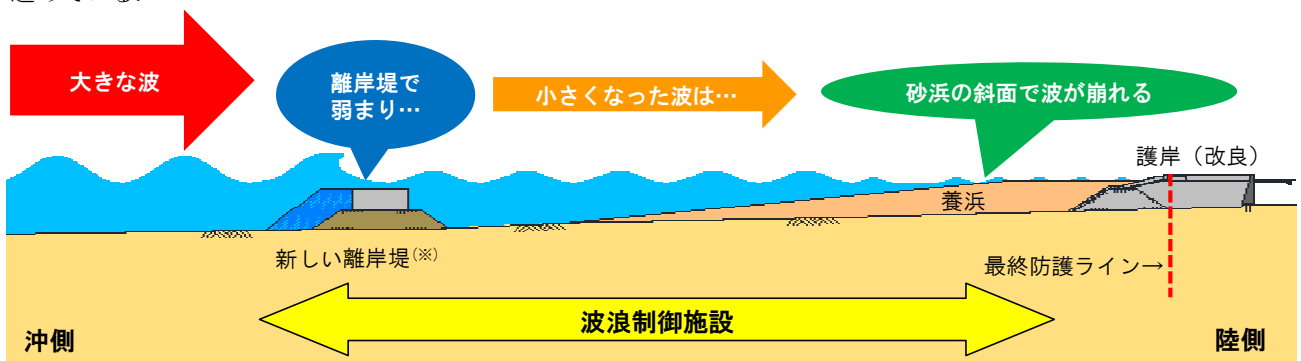 大きな波
離岸堤で
弱まり…
小さくなった波は…
砂浜の斜面で波が崩れる
護岸（改良）
養浜
新しい離岸堤(※)
最終防護ライン→
波浪制御施設
沖側
陸側